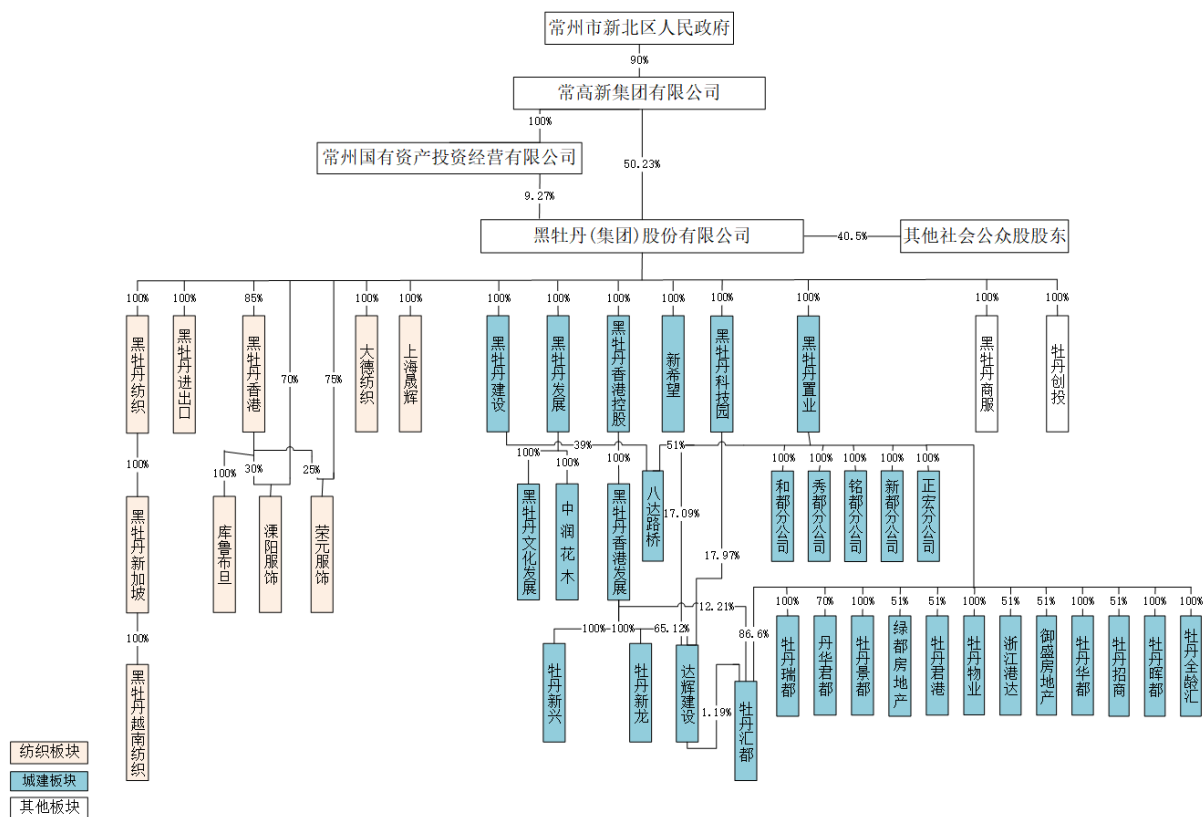 常州市新北区人民政府
90%
常高新集团有限公司
100%
常州国有资产投资经营有限公司
50.23%
9.27%
黑牡丹(集团)股份有限公司
40.5%
其他社会公众股股东
100%
100%
85%
100%
100%
100%
100%
100%
100%
100%
100%
100%
100%
黑牡丹纺织
黑牡丹进出口
黑牡丹香港
70%
75%
大德纺织
上海晟辉
黑牡丹建设
黑牡丹发展
黑牡丹香港控股
新希望
黑牡丹科技园
黑牡丹置业
黑牡丹商服
牡丹创投
39%
51%
100%
100%
30%
25%
100%
100%
100%
100%
100%
100%
100%
100%
黑牡丹新加坡
库鲁布旦
溧阳服饰
荣元服饰
黑牡丹文化发展
中润花木
黑牡丹香港发展
八达路桥
17.09%
17.97%
和都分公司
秀都分公司
铭都分公司
新都分公司
正宏分公司
100%
100%
100%
65.12%
12.21%
86.6%
100%
70%
100%
51%
51%
100%
51%
51%
100%
51%
100%
100%
黑牡丹越南纺织
牡丹新兴
牡丹新龙
达辉建设
1.19%
牡丹汇都
牡丹瑞都
丹华君都
牡丹景都
绿都房地产
牡丹君港
牡丹物业
浙江港达
御盛房地产
牡丹华都
牡丹招商
牡丹晖都
牡丹全龄汇
纺织板块
城建板块
其他板块